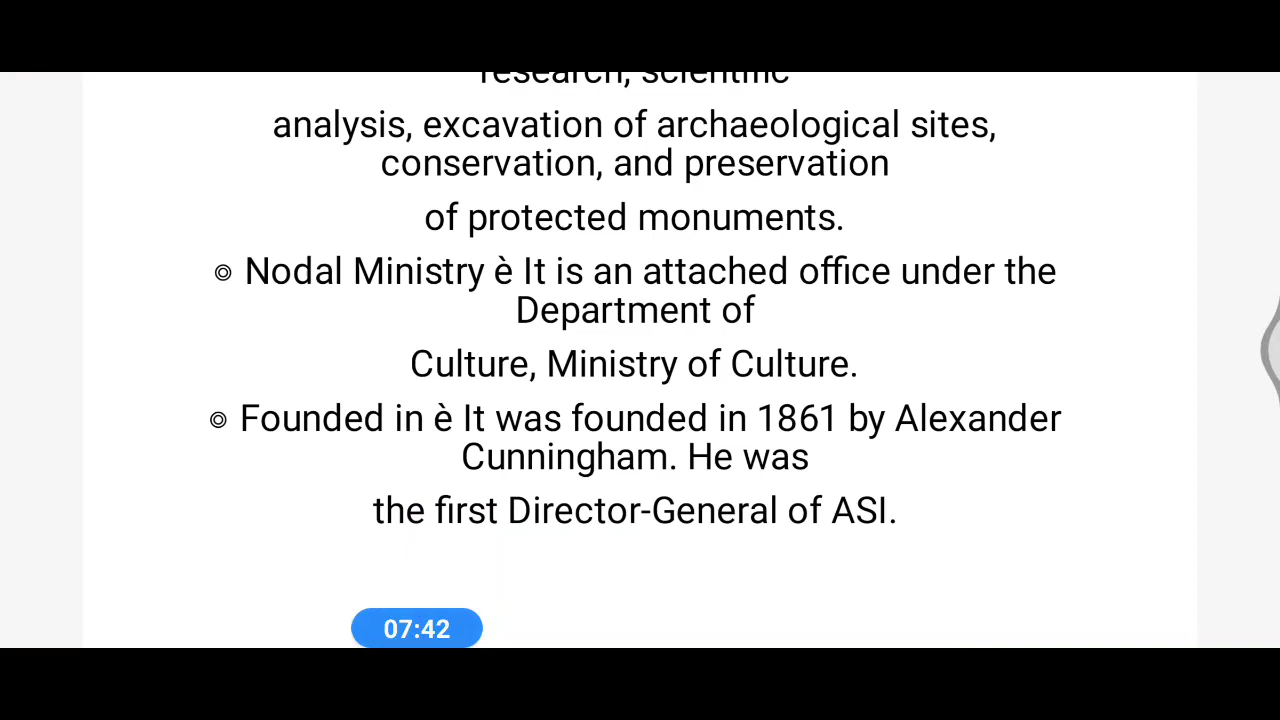 research, scientific
analysis, excavation of archaeological sites,
conservation, and preservation
of protected monuments.
◎ Nodal Ministry è It is an attached office under the
Department of
Culture, Ministry of Culture.
◎ Founded in è It was founded in 1861 by Alexander
Cunningham. He was
the first Director-General of ASI.
07:42